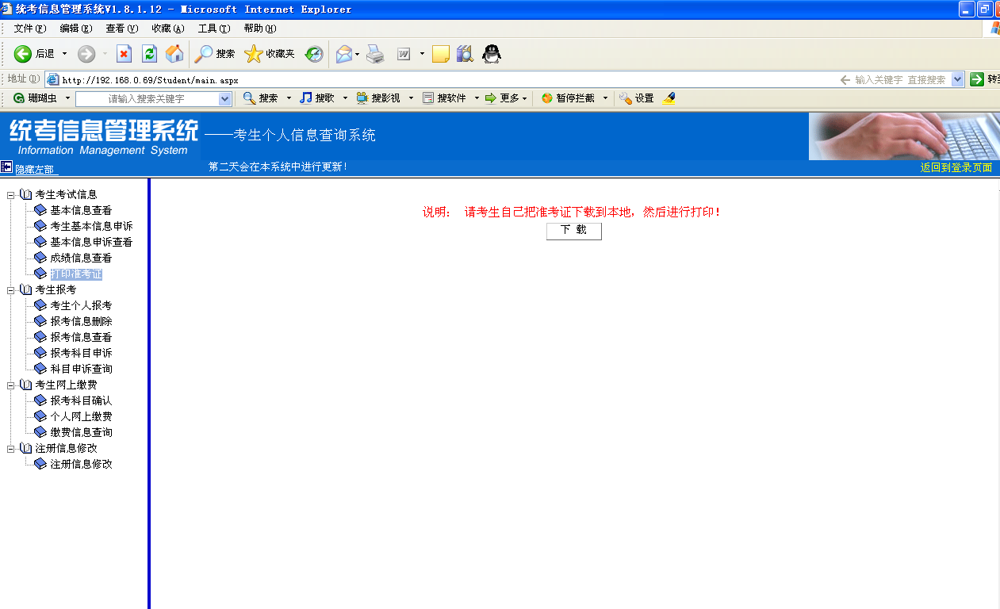 统考信息管理系统V1.8.1.12 - Microsoft Internet Explorer
文件(F) 编辑(E) 查看(V) 收藏(A) 工具(T) 帮助(H)
后退 搜索 收藏夹
地址(D) http://192.168.0.69/Student/main.aspx 输入关键字 直接搜索 转到
珊瑚虫 请输入搜索关键字 搜索 搜歌 搜影视 搜软件 更多 暂停拦截 设置
统考信息管理系统 ——考生个人信息查询系统
Information Management System
隐藏左部 第二天会在本系统中进行更新! 返回到登录页面
考生考试信息
基本信息查看
考生基本信息申诉
基本信息申诉查看
成绩信息查看
打印准考证
考生报考
考生个人报考
报考信息删除
报考信息查看
报考科目申诉
科目申诉查询
考生网上缴费
报考科目确认
个人网上缴费
缴费信息查询
注册信息修改
注册信息修改
说明: 请考生自己把准考证下载到本地,然后进行打印!
下 载